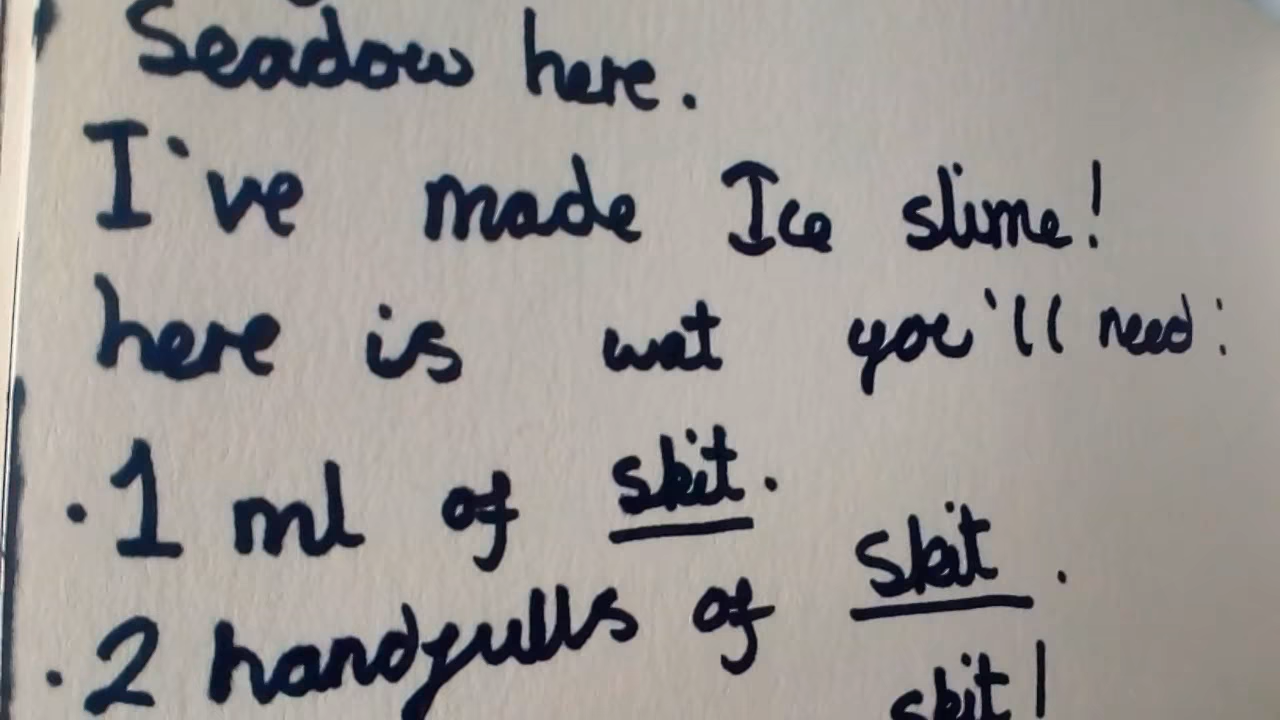 Seadow here.
I've made Ice slime!
here is wat you'll need:
· 1 ml of skit.
· 2 handfulls of skit.
skit!